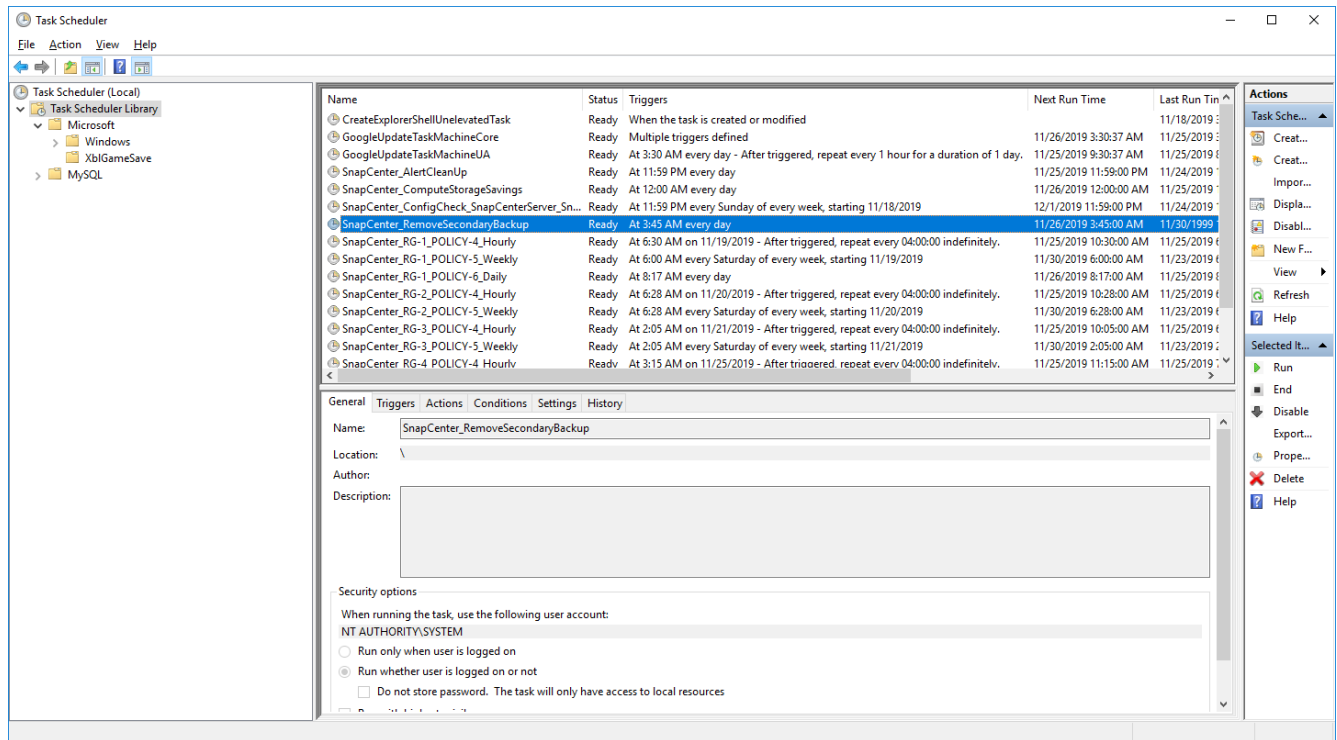 Task Scheduler
File Action View Help
Task Scheduler (Local)
Task Scheduler Library
Microsoft
Windows
XblGameSave
MySQL
Name Status Triggers Next Run Time Last Run Tin
CreateExplorerShellUnelevatedTask Ready When the task is created or modified 11/18/2019
GoogleUpdateTaskMachineCore Ready Multiple triggers defined 11/26/2019 3:30:37 AM 11/25/2019
GoogleUpdateTaskMachineUA Ready At 3:30 AM every day - After triggered, repeat every 1 hour for a duration of 1 day. 11/25/2019 9:30:37 AM 11/25/2019
SnapCenter_AlertCleanUp Ready At 11:59 PM every day 11/25/2019 11:59:00 PM 11/24/2019
SnapCenter_ComputeStorageSavings Ready At 12:00 AM every day 11/26/2019 12:00:00 AM 11/25/2019
SnapCenter_ConfigCheck_SnapCenterServer_Sn... Ready At 11:59 PM every Sunday of every week, starting 11/18/2019 12/1/2019 11:59:00 PM 11/24/2019
SnapCenter_RemoveSecondaryBackup Ready At 3:45 AM every day 11/26/2019 3:45:00 AM 11/30/1999
SnapCenter_RG-1_POLICY-4_Hourly Ready At 6:30 AM on 11/19/2019 - After triggered, repeat every 04:00:00 indefinitely. 11/25/2019 10:30:00 AM 11/25/2019
SnapCenter_RG-1_POLICY-5_Weekly Ready At 6:00 AM every Saturday of every week, starting 11/19/2019 11/30/2019 6:00:00 AM 11/23/2019
SnapCenter_RG-1_POLICY-6_Daily Ready At 8:17 AM every day 11/26/2019 8:17:00 AM 11/25/2019
SnapCenter_RG-2_POLICY-4_Hourly Ready At 6:28 AM on 11/20/2019 - After triggered, repeat every 04:00:00 indefinitely. 11/25/2019 10:28:00 AM 11/25/2019
SnapCenter_RG-2_POLICY-5_Weekly Ready At 6:28 AM every Saturday of every week, starting 11/20/2019 11/30/2019 6:28:00 AM 11/23/2019
SnapCenter_RG-3_POLICY-4_Hourly Ready At 2:05 AM on 11/21/2019 - After triggered, repeat every 04:00:00 indefinitely. 11/25/2019 10:05:00 AM 11/25/2019
SnapCenter_RG-3_POLICY-5_Weekly Ready At 2:05 AM every Saturday of every week, starting 11/21/2019 11/30/2019 2:05:00 AM 11/23/2019
SnapCenter_RG-4_POLICY-4_Hourly Ready At 3:15 AM on 11/25/2019 - After triggered, repeat every 04:00:00 indefinitely. 11/25/2019 11:15:00 AM 11/25/2019
General Triggers Actions Conditions Settings History
Name: SnapCenter_RemoveSecondaryBackup
Location: \
Author:
Description:
Security options
When running the task, use the following user account:
NT AUTHORITY\SYSTEM
Run only when user is logged on
Run whether user is logged on or not
Do not store password. The task will only have access to local resources
Actions
Task Sche...
Creat...
Creat...
Impor...
Displa...
Disabl...
New F...
View
Refresh
Help
Selected It...
Run
End
Disable
Export...
Prope...
Delete
Help